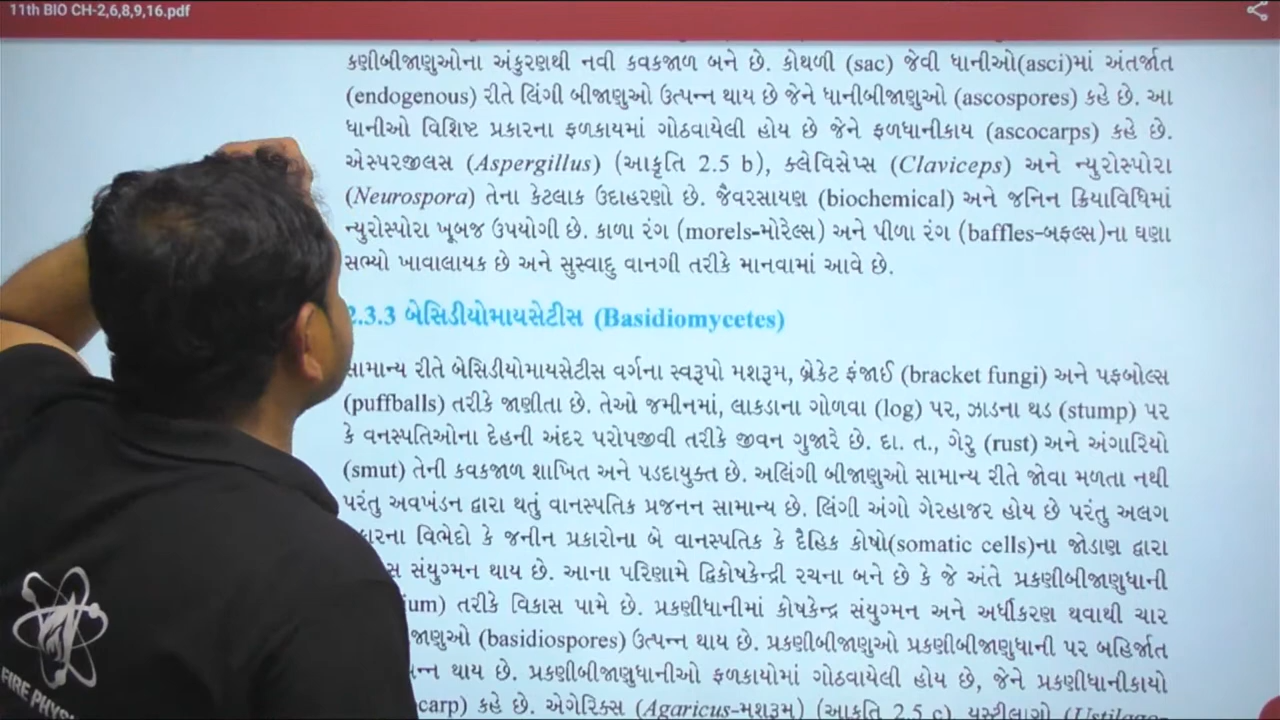 11th BIO CH-2,6,8,9,16.pdf
કણીબીજાણુઓના અંકુરણથી નવી કવકજાળ બને છે. કોથળી (sac) જેવી ધાનીઓ(asci)માં અંતર્જાત
(endogenous) રીતે લિંગી બીજાણુઓ ઉત્પન્ન થાય છે જેને ધાનીબીજાણુઓ (ascospores) કહે છે. આ
ધાનીઓ વિશિષ્ટ પ્રકારના ફળકાયમાં ગોઠવાયેલી હોય છે જેને ફળધાનીકાય (ascocarps) કહે છે.
એસ્પરજીલસ (Aspergillus) (આકૃતિ 2.5 b), ક્લેવિસેપ્સ (Claviceps) અને ન્યુરોસ્પોરા
(Neurospora) તેના કેટલાક ઉદાહરણો છે. જૈવરસાયણ (biochemical) અને જનિન ક્રિયાવિધિમાં
ન્યુરોસ્પોરા ખૂબજ ઉપયોગી છે. કાળા રંગ (morels-મોરેલ્સ) અને પીળા રંગ (baffles-બફલ્સ)ના ઘણા
સભ્યો ખાવાલાયક છે અને સુસ્વાદુ વાનગી તરીકે માનવામાં આવે છે.
2.3.3 બેસિડીયોમાયસેટીસ (Basidiomycetes)
સામાન્ય રીતે બેસિડીયોમાયસેટીસ વર્ગના સ્વરૂપો મશરૂમ, બ્રેકેટ ફંજાઈ (bracket fungi) અને પફબોલ્સ
(puffballs) તરીકે જાણીતા છે. તેઓ જમીનમાં, લાકડાના ગોળવા (log) પર, ઝાડના થડ (stump) પર
કે વનસ્પતિઓના દેહની અંદર પરોપજીવી તરીકે જીવન ગુજારે છે. દા. ત., ગેરુ (rust) અને અંગારિયો
(smut) તેની કવકજાળ શાખિત અને પડદાયુક્ત છે. અલિંગી બીજાણુઓ સામાન્ય રીતે જોવા મળતા નથી
પરંતુ અવખંડન દ્વારા થતું વાનસ્પતિક પ્રજનન સામાન્ય છે. લિંગી અંગો ગેરહાજર હોય છે પરંતુ અલગ
વિભેદો કે જનીન પ્રકારોના બે વાનસ્પતિક કે દૈહિક કોષો(somatic cells)ના જોડાણ દ્વારા
સંયુગ્મન થાય છે. આના પરિણામે દ્વિકોષકેન્દ્રી રચના બને છે કે જે અંતે પ્રકણીબીજાણુધાની
ium) તરીકે વિકાસ પામે છે. પ્રકણીધાનીમાં કોષકેન્દ્ર સંયુગ્મન અને અર્ધીકરણ થવાથી ચાર
જાણુઓ (basidiospores) ઉત્પન્ન થાય છે. પ્રકણીબીજાણુઓ પ્રકણીબીજાણુધાની પર બહિર્જાત
ન્ન થાય છે. પ્રકણીબીજાણુધાનીઓ ફળકાયોમાં ગોઠવાયેલી હોય છે, જેને પ્રકણીધાનીકાયો
carp) કહે છે. એગેરિક્સ (Agaricus-મશરૂમ) (આકૃતિ 2.5 c), યુસ્ટીલાગો (Ustilago-
FIRE PHYSI